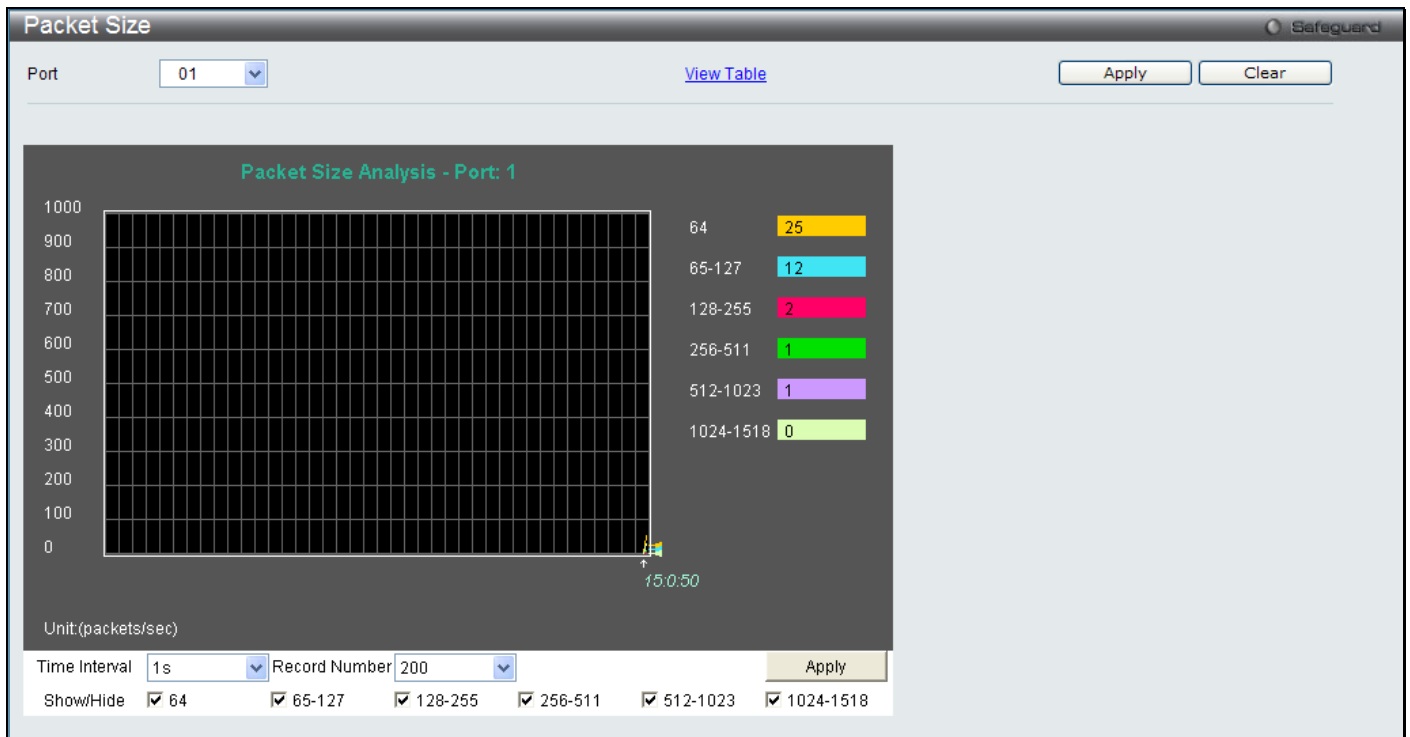 Packet Size
Safeguard
Port 01 View Table Apply Clear
Packet Size Analysis - Port: 1
1000
900
800
700
600
500
400
300
200
100
0
64 25
65-127 12
128-255 2
256-511 1
512-1023 1
1024-1518 0
15:0:50
Unit:(packets/sec)
Time Interval 1s Record Number 200 Apply
Show/Hide 64 65-127 128-255 256-511 512-1023 1024-1518